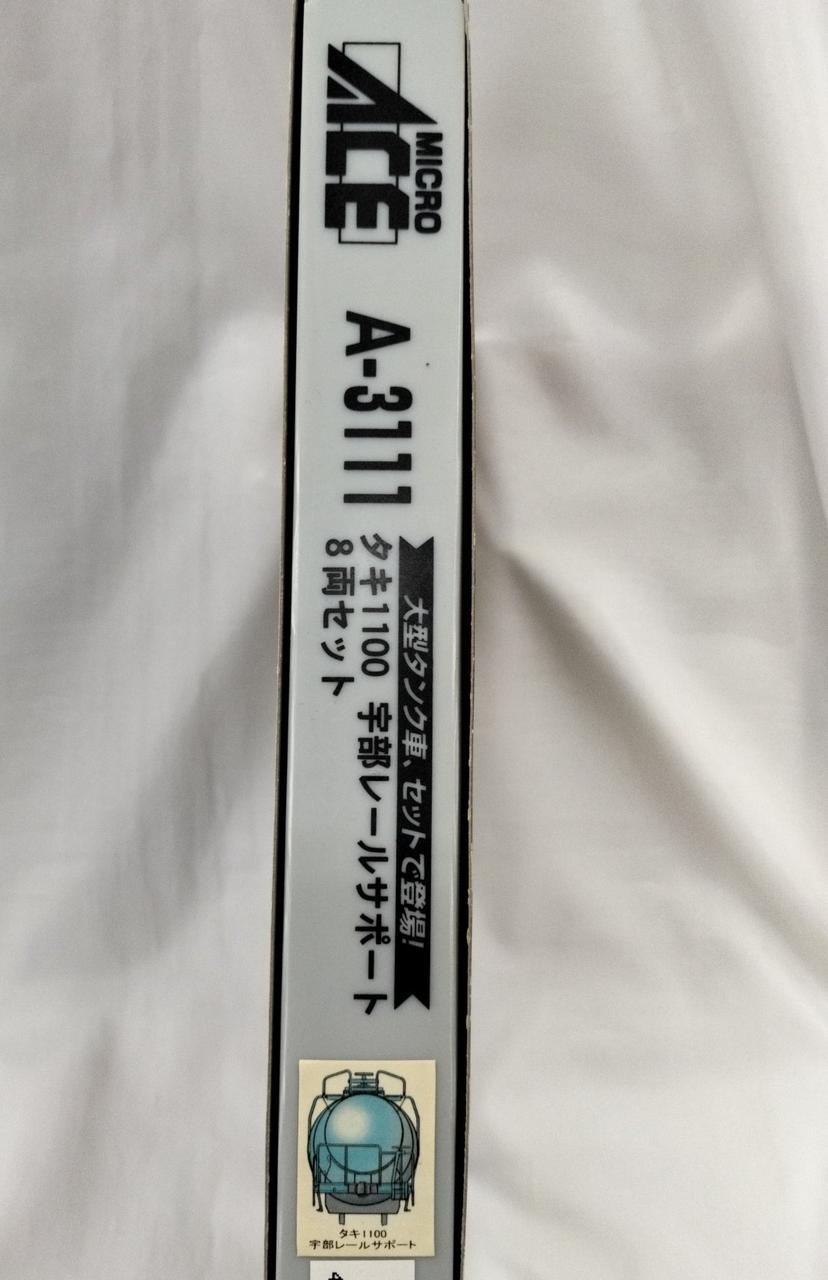 MICRO
ACE
A-3111
大型タンク車、セットで登場!
タキ1100 宇部レールサポート
8両セット
タキ1100
宇部レールサポート